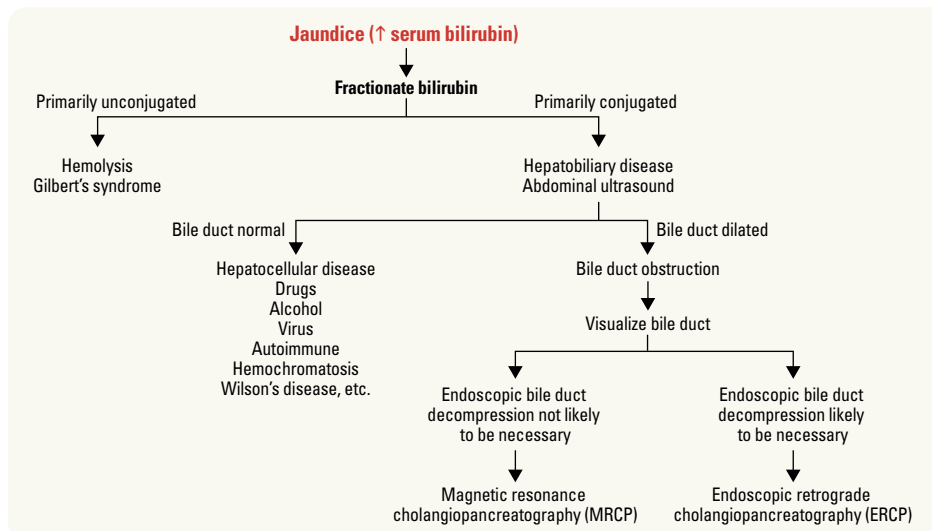 Jaundice (↑ serum bilirubin)
Fractionate bilirubin
Primarily unconjugated
Primarily conjugated
Hemolysis
Gilbert's syndrome
Hepatobiliary disease
Abdominal ultrasound
Bile duct normal
Bile duct dilated
Hepatocellular disease
Drugs
Alcohol
Virus
Autoimmune
Hemochromatosis
Wilson's disease, etc.
Bile duct obstruction
Visualize bile duct
Endoscopic bile duct
decompression not likely
to be necessary
Endoscopic bile duct
decompression likely
to be necessary
Magnetic resonance
cholangiopancreatography (MRCP)
Endoscopic retrograde
cholangiopancreatography (ERCP)